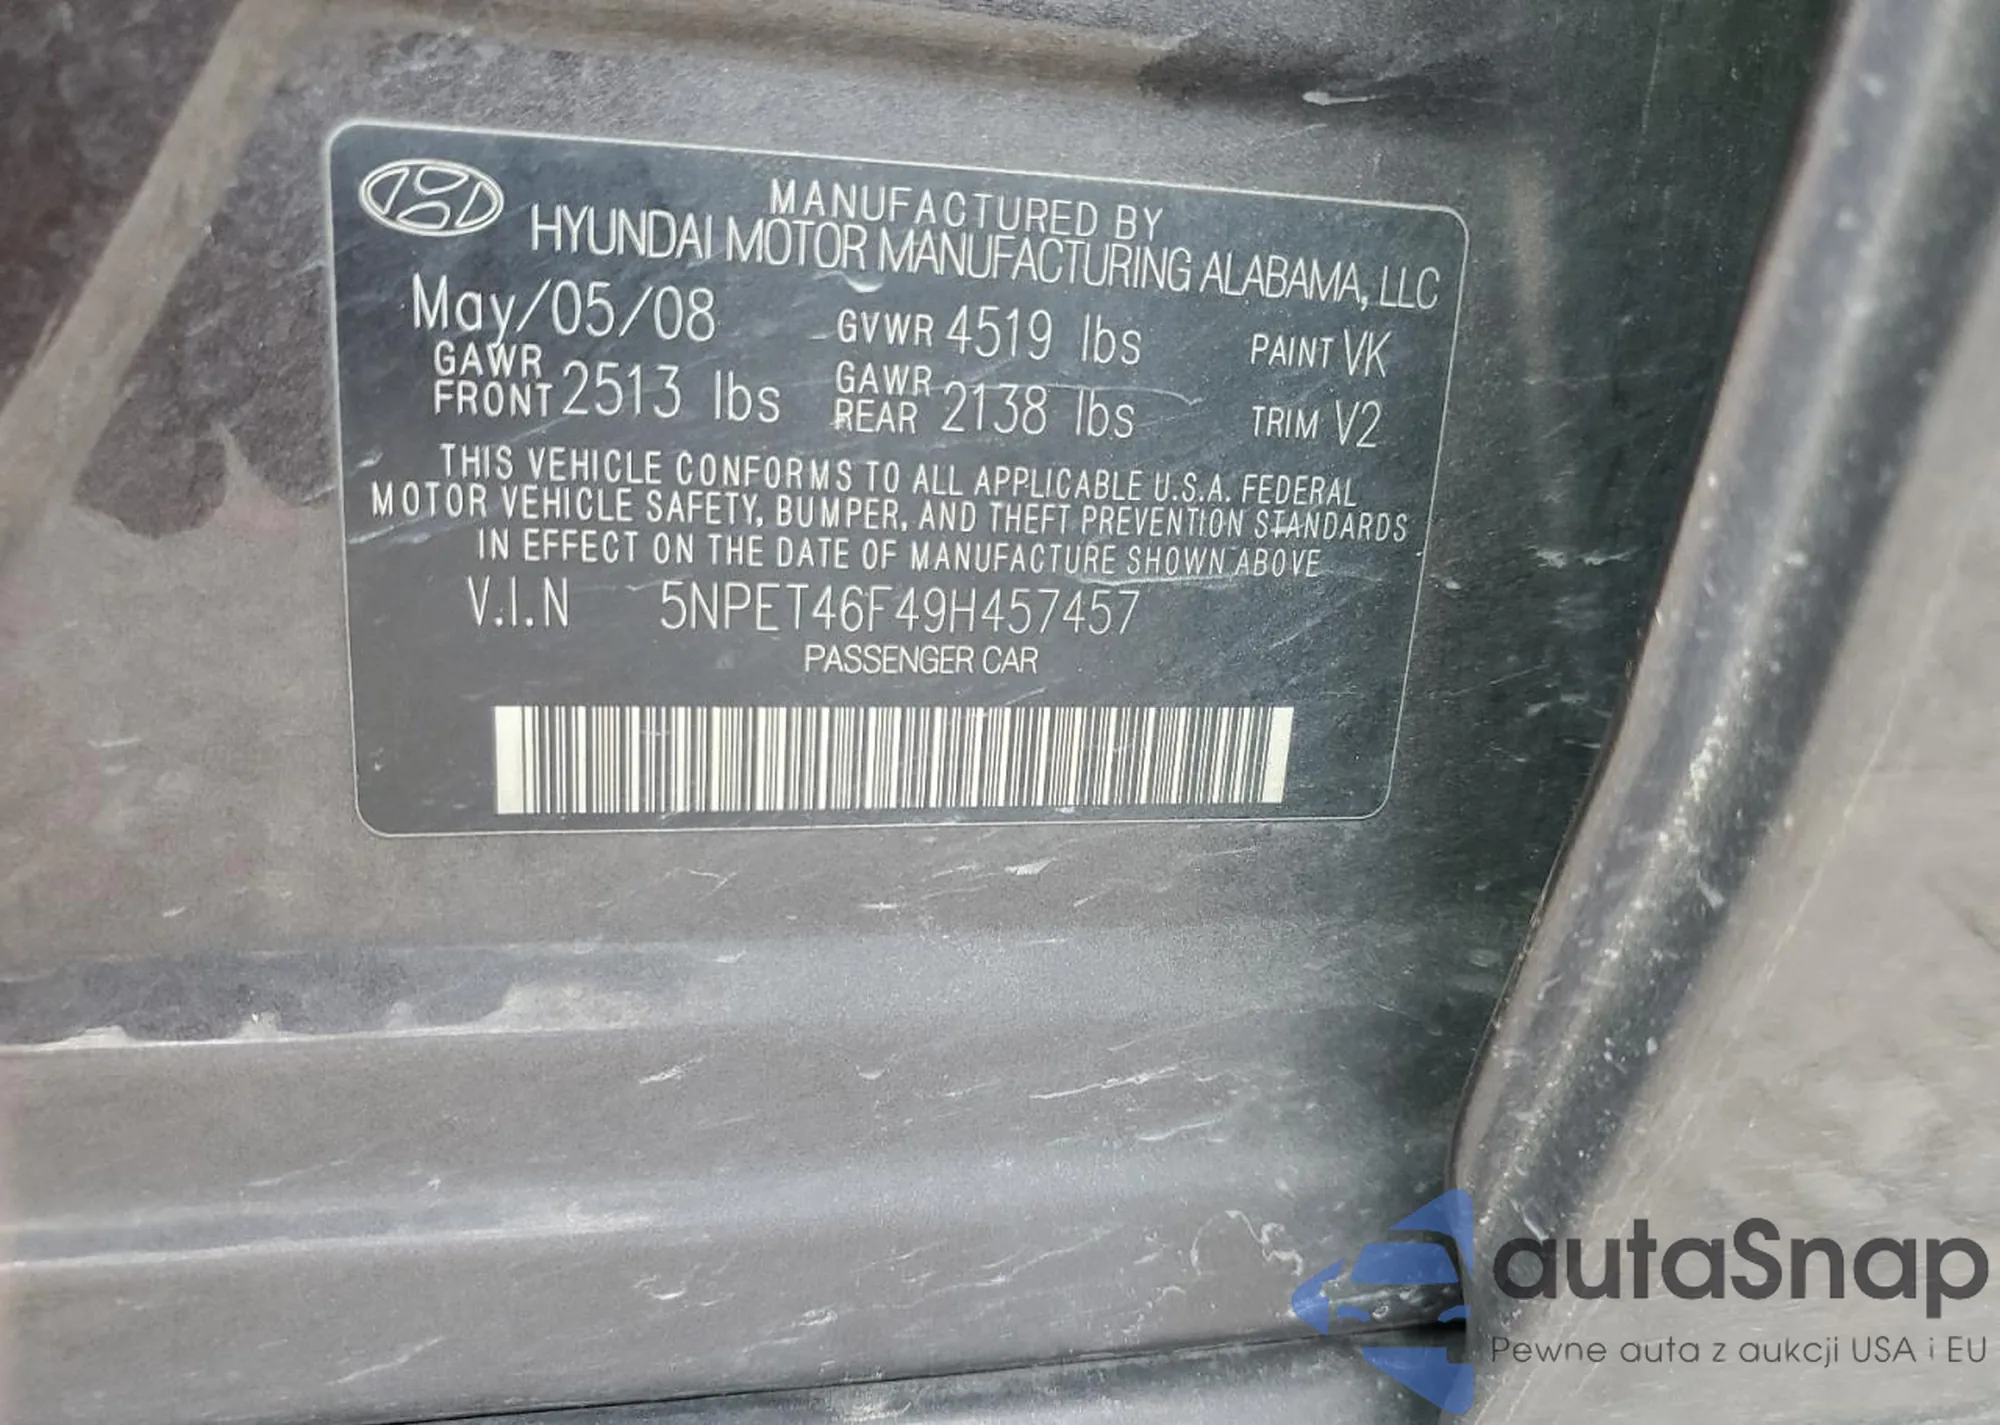 MANUFACTURED BY
HYUNDAI MOTOR MANUFACTURING ALABAMA, LLC
May/05/08 GVWR 4519 lbs PAINT VK
GAWR FRONT 2513 lbs GAWR REAR 2138 lbs TRIM V2
THIS VEHICLE CONFORMS TO ALL APPLICABLE U.S.A. FEDERAL
MOTOR VEHICLE SAFETY, BUMPER, AND THEFT PREVENTION STANDARDS
IN EFFECT ON THE DATE OF MANUFACTURE SHOWN ABOVE
V.I.N 5NPET46F49H457457
PASSENGER CAR
autaSnap
Pewne auta z aukcji USA i EU